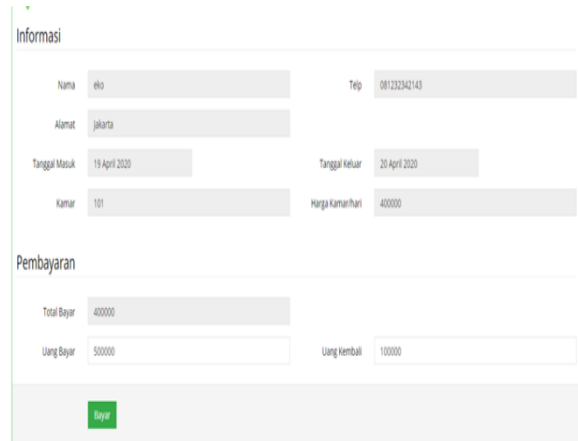 Informasi
Nama eko Telp 081232342143
Alamat jakarta
Tanggal Masuk 19 April 2020 Tanggal Keluar 20 April 2020
Kamar 101 Harga Kamar/hari 400000
Pembayaran
Total Bayar 400000
Uang Bayar 500000 Uang Kembali 100000
Bayar